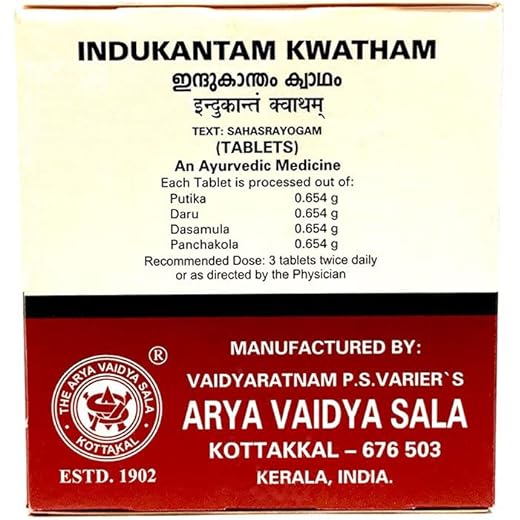 INDUKANTAM KWATHAM
ഇന്ദുകാന്തം ക്വാഥം
इन्दुकान्तं क्वाथम्
TEXT: SAHASRAYOGAM
(TABLETS)
An Ayurvedic Medicine
Each Tablet is processed out of:
Putika 0.654 g
Daru 0.654 g
Dasamula 0.654 g
Panchakola 0.654 g
Recommended Dose: 3 tablets twice daily
or as directed by the Physician
MANUFACTURED BY:
VAIDYARATNAM P.S.VARIER`S
ARYA VAIDYA SALA
KOTTAKKAL – 676 503
KERALA, INDIA.
®
THE ARYA VAIDYA SALA
KOTTAKAL
ESTD. 1902